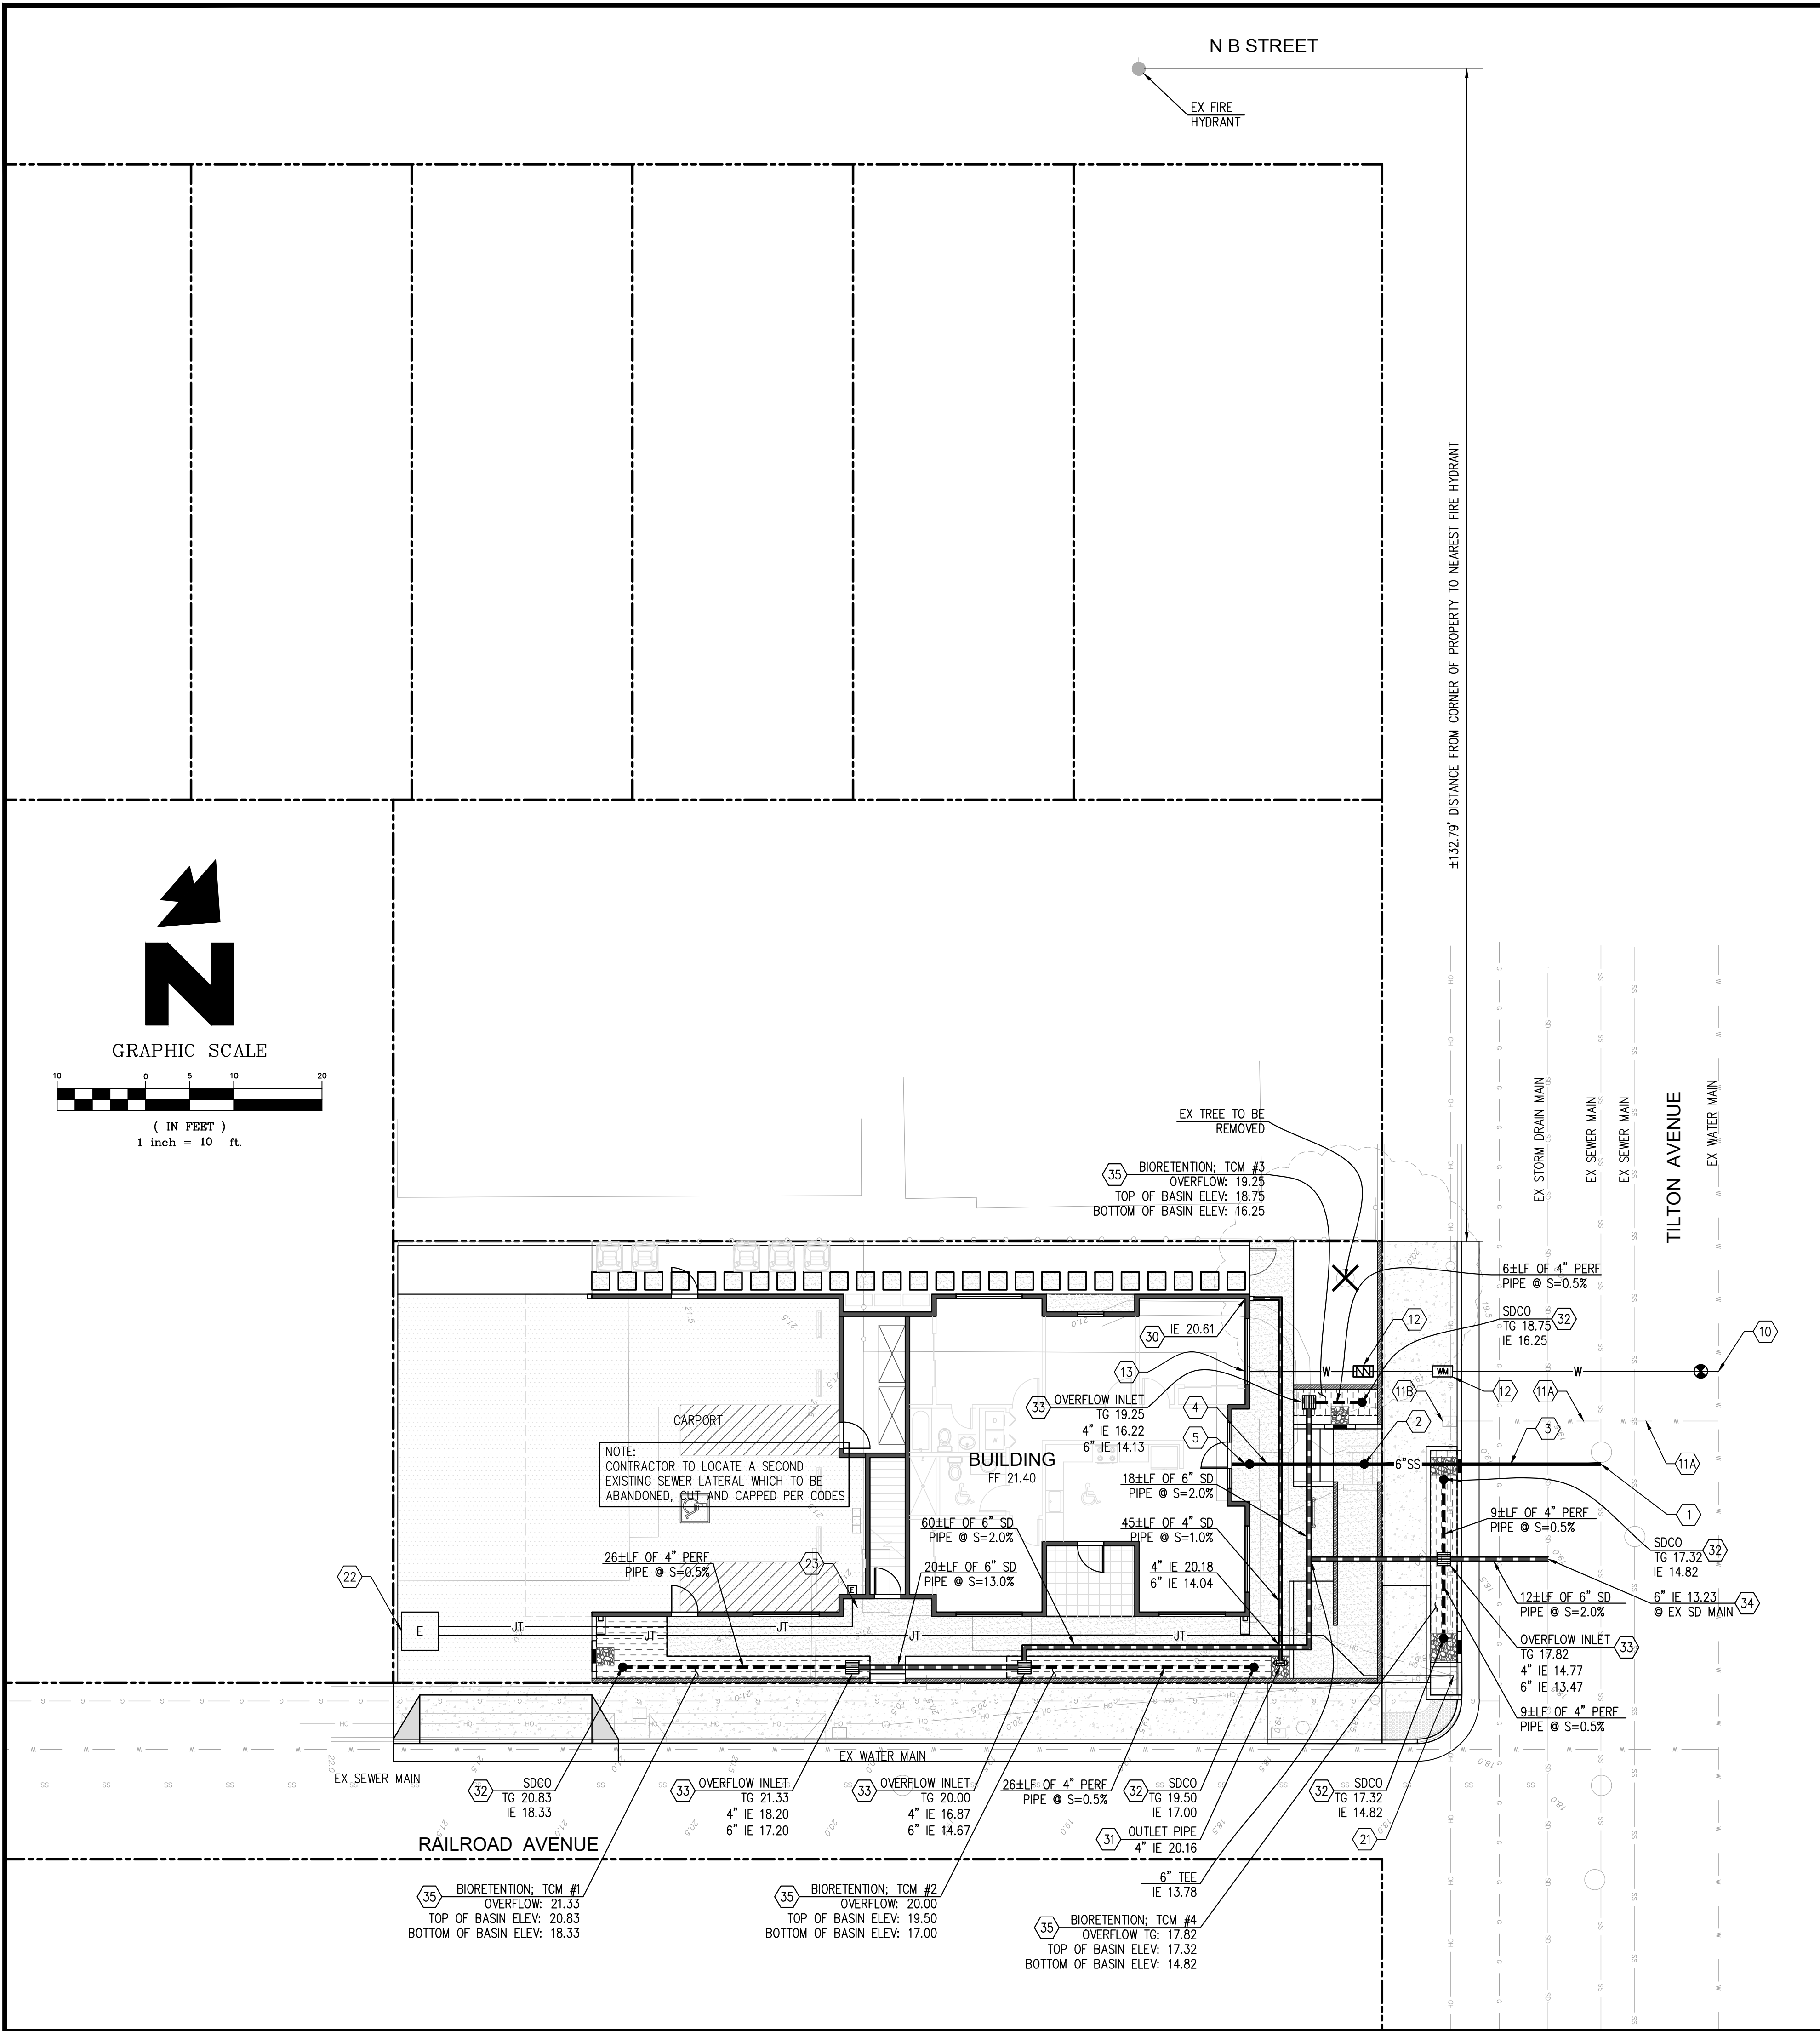 N B STREET
EX FIRE
HYDRANT
±132.79' DISTANCE FROM CORNER OF PROPERTY TO NEAREST FIRE HYDRANT
N
GRAPHIC SCALE
10 0 5 10 20
( IN FEET )
1 inch = 10 ft.
EX STORM DRAIN MAIN
EX SEWER MAIN
EX SEWER MAIN
TILTON AVENUE
EX WATER MAIN
EX TREE TO BE
REMOVED
35 BIORETENTION; TCM #3
OVERFLOW: 19.25
TOP OF BASIN ELEV: 18.75
BOTTOM OF BASIN ELEV: 16.25
6±LF OF 4" PERF
PIPE @ S=0.5%
SDCO 32
TG 18.75
IE 16.25
10
12
30 IE 20.61
13
W
WM
W
12
11B
11A
11A
33 OVERFLOW INLET
TG 19.25
4" IE 16.22
6" IE 14.13
4
5
2
3
1
6"SS
CARPORT
NOTE:
CONTRACTOR TO LOCATE A SECOND
EXISTING SEWER LATERAL WHICH TO BE
ABANDONED, CUT AND CAPPED PER CODES
BUILDING
FF 21.40
18±LF OF 6" SD
PIPE @ S=2.0%
60±LF OF 6" SD
PIPE @ S=2.0%
45±LF OF 4" SD
PIPE @ S=1.0%
9±LF OF 4" PERF
PIPE @ S=0.5%
SDCO 32
TG 17.32
IE 14.82
26±LF OF 4" PERF
PIPE @ S=0.5%
23
20±LF OF 6" SD
PIPE @ S=13.0%
4" IE 20.18
6" IE 14.04
12±LF OF 6" SD
PIPE @ S=2.0%
6" IE 13.23
@ EX SD MAIN 34
22
E
E
JT
JT
JT
JT
JT
OVERFLOW INLET 33
TG 17.82
4" IE 14.77
6" IE 13.47
9±LF OF 4" PERF
PIPE @ S=0.5%
EX WATER MAIN
EX SEWER MAIN
32 SDCO
TG 20.83
IE 18.33
33 OVERFLOW INLET
TG 21.33
4" IE 18.20
6" IE 17.20
33 OVERFLOW INLET
TG 20.00
4" IE 16.87
6" IE 14.67
26±LF OF 4" PERF
PIPE @ S=0.5%
32 SDCO
TG 19.50
IE 17.00
32 SDCO
TG 17.32
IE 14.82
31 OUTLET PIPE
4" IE 20.16
21
RAILROAD AVENUE
6" TEE
IE 13.78
35 BIORETENTION; TCM #1
OVERFLOW: 21.33
TOP OF BASIN ELEV: 20.83
BOTTOM OF BASIN ELEV: 18.33
35 BIORETENTION; TCM #2
OVERFLOW: 20.00
TOP OF BASIN ELEV: 19.50
BOTTOM OF BASIN ELEV: 17.00
35 BIORETENTION; TCM #4
OVERFLOW TG: 17.82
TOP OF BASIN ELEV: 17.32
BOTTOM OF BASIN ELEV: 14.82